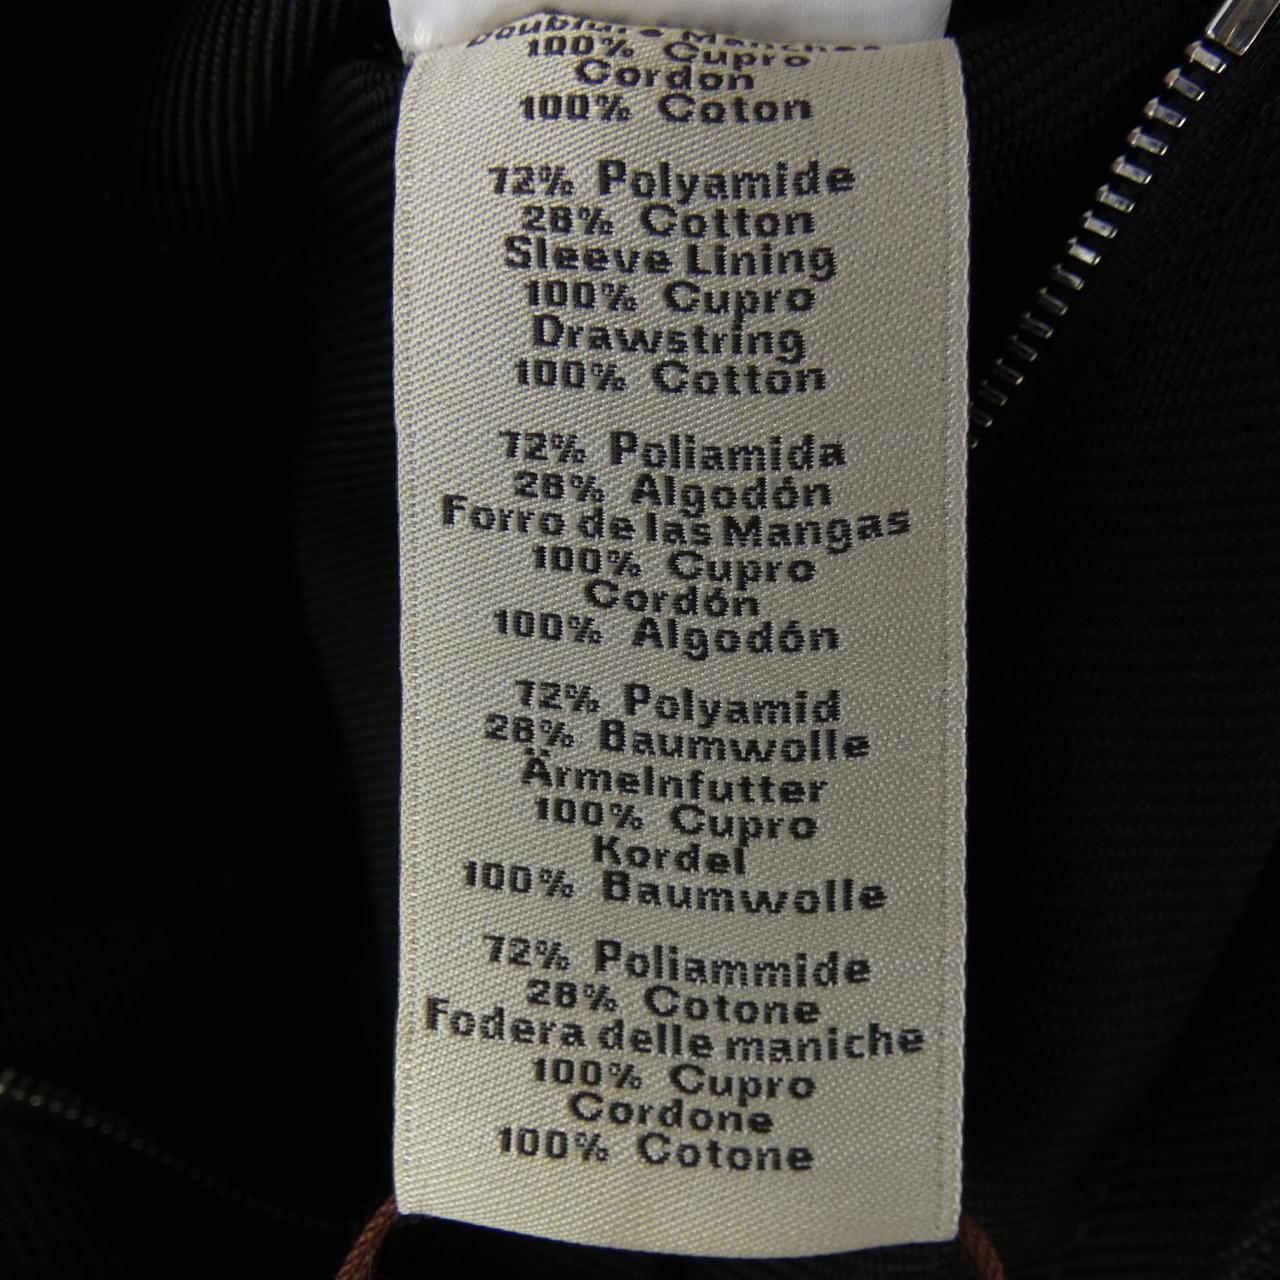 Doublure Manches
100% Cupro
Cordon
100% Coton
72% Polyamide
28% Cotton
Sleeve Lining
100% Cupro
Drawstring
100% Cotton
72% Poliamida
28% Algodón
Forro de las Mangas
100% Cupro
Cordón
100% Algodón
72% Polyamid
28% Baumwolle
Ärmelnfutter
100% Cupro
Kordel
100% Baumwolle
72% Poliammide
28% Cotone
Fodera delle maniche
100% Cupro
Cordone
100% Cotone